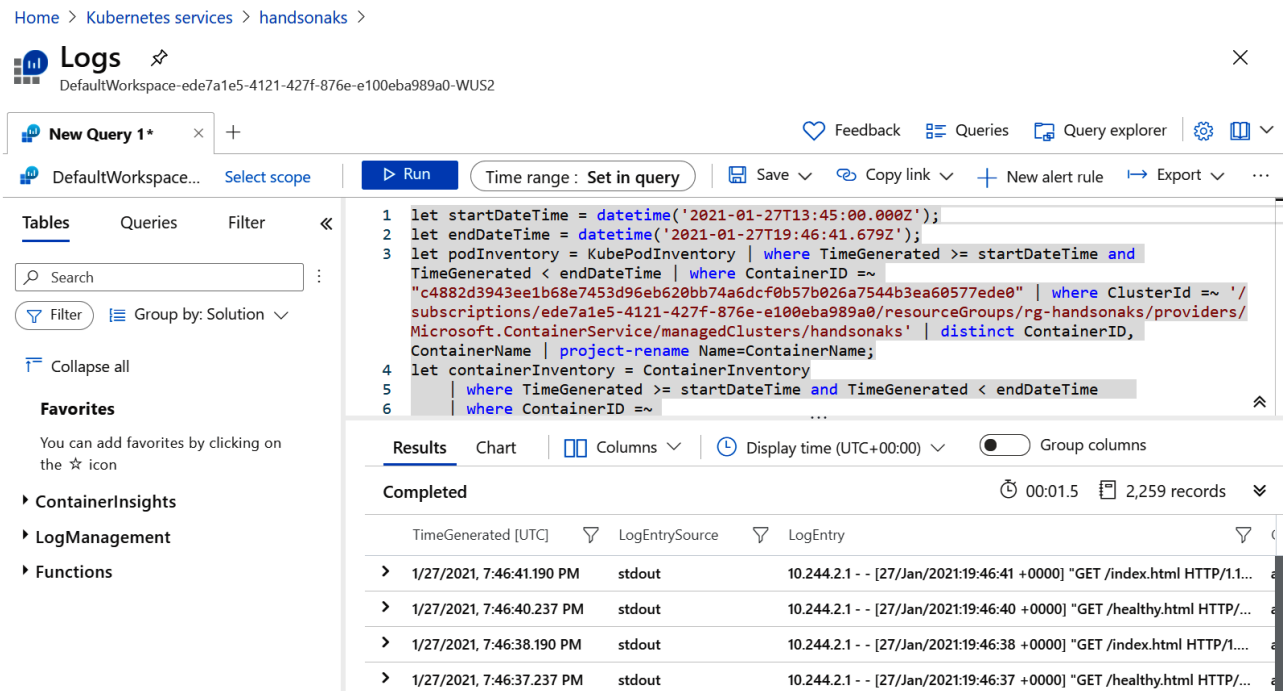 Home > Kubernetes services > handsonaks >
Logs
DefaultWorkspace-ede7a1e5-4121-427f-876e-e100eba989a0-WUS2
New Query 1*
Feedback
Queries
Query explorer
DefaultWorkspace...
Select scope
Run
Time range : Set in query
Save
Copy link
New alert rule
Export
Tables
Queries
Filter
Search
Filter
Group by: Solution
Collapse all
Favorites
You can add favorites by clicking on
the ☆ icon
ContainerInsights
LogManagement
Functions
1 let startDateTime = datetime('2021-01-27T13:45:00.000Z');
2 let endDateTime = datetime('2021-01-27T19:46:41.679Z');
3 let podInventory = KubePodInventory | where TimeGenerated >= startDateTime and
TimeGenerated < endDateTime | where ContainerID =~
"c4882d3943ee1b68e7453d96eb620bb74a6dcf0b57b026a7544b3ea60577ede0" | where ClusterId =~ '/
subscriptions/ede7a1e5-4121-427f-876e-e100eba989a0/resourceGroups/rg-handsonaks/providers/
Microsoft.ContainerService/managedClusters/handsonaks' | distinct ContainerID,
ContainerName | project-rename Name=ContainerName;
4 let containerInventory = ContainerInventory
5 | where TimeGenerated >= startDateTime and TimeGenerated < endDateTime
6 | where ContainerID =~
Results
Chart
Columns
Display time (UTC+00:00)
Group columns
Completed
00:01.5
2,259 records
TimeGenerated [UTC]
LogEntrySource
LogEntry
1/27/2021, 7:46:41.190 PM stdout 10.244.2.1 - - [27/Jan/2021:19:46:41 +0000] "GET /index.html HTTP/1.1...
1/27/2021, 7:46:40.237 PM stdout 10.244.2.1 - - [27/Jan/2021:19:46:40 +0000] "GET /healthy.html HTTP/...
1/27/2021, 7:46:38.190 PM stdout 10.244.2.1 - - [27/Jan/2021:19:46:38 +0000] "GET /index.html HTTP/1....
1/27/2021, 7:46:37.237 PM stdout 10.244.2.1 - - [27/Jan/2021:19:46:37 +0000] "GET /healthy.html HTTP/...